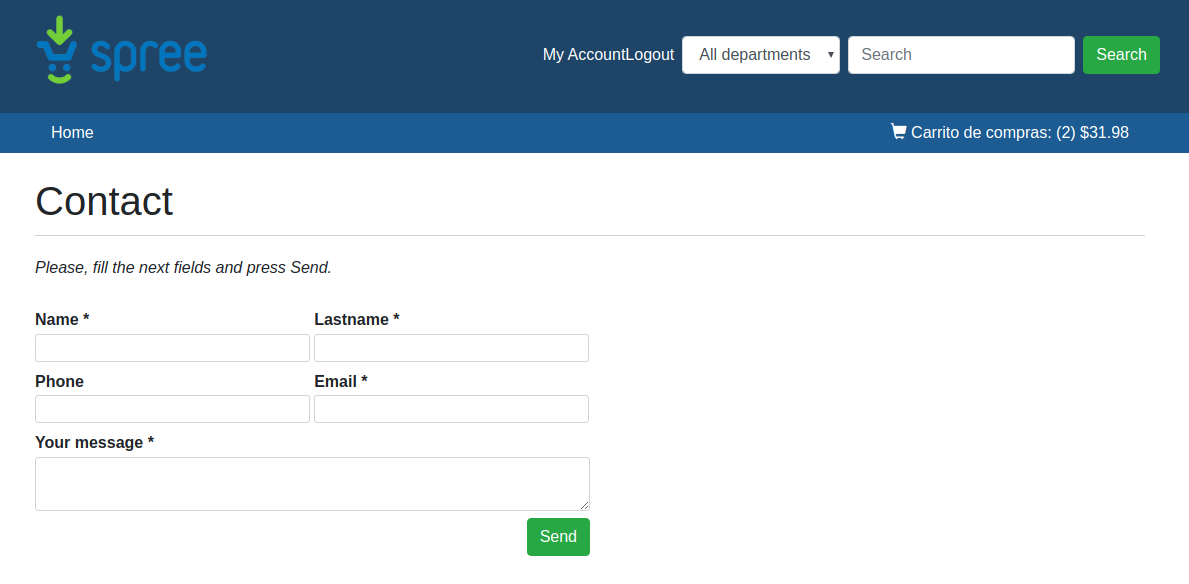 spree
My AccountLogout All departments Search Search
Home Carrito de compras: (2) $31.98
Contact
Please, fill the next fields and press Send.
Name * Lastname *
Phone Email *
Your message *
Send